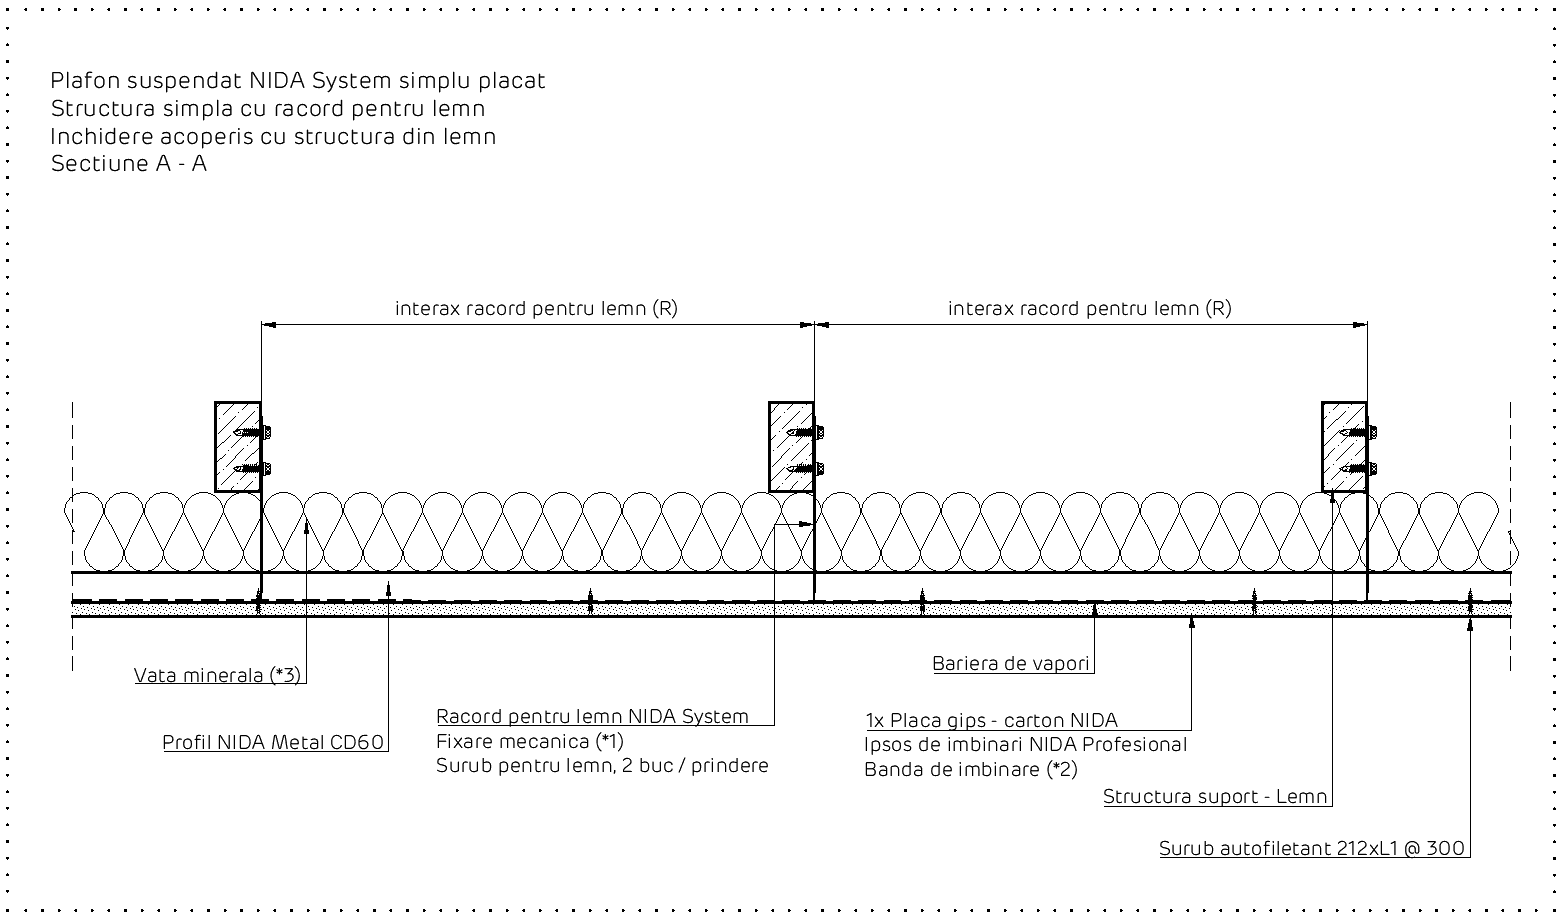 Plafon suspendat NIDA System simplu placat
Structura simpla cu racord pentru lemn
Inchidere acoperis cu structura din lemn
Sectiune A - A
interax racord pentru lemn (R)
interax racord pentru lemn (R)
Vata minerala (*3)
Profil NIDA Metal CD60
Racord pentru lemn NIDA System
Fixare mecanica (*1)
Surub pentru lemn, 2 buc / prindere
Bariera de vapori
1x Placa gips - carton NIDA
Ipsos de imbinari NIDA Profesional
Banda de imbinare (*2)
Structura suport - Lemn
Surub autofiletant 212xL1 @ 300